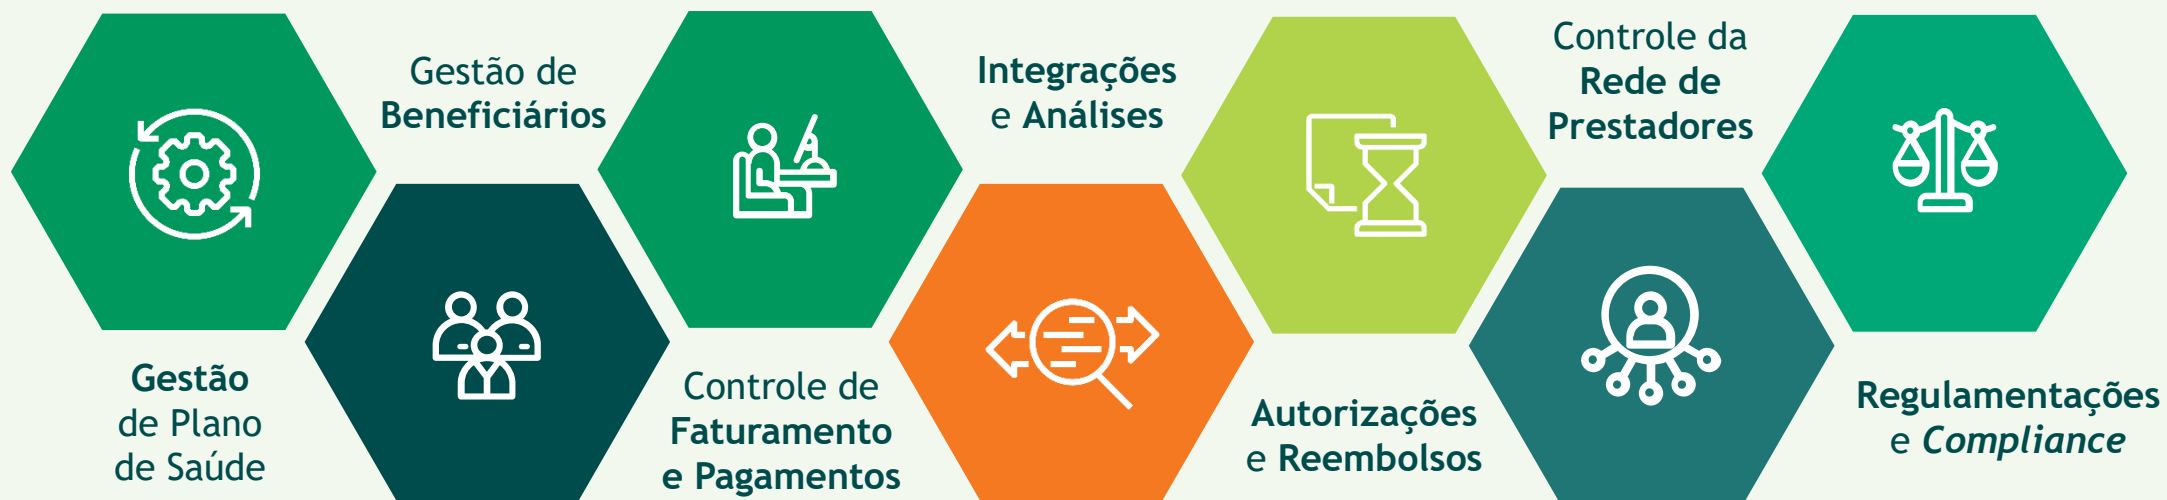 Gestão
de Plano
de Saúde
Gestão de
Beneficiários
Controle de
Faturamento
e Pagamentos
Integrações
e Análises
Autorizações
e Reembolsos
Controle da
Rede de
Prestadores
Regulamentações
e Compliance